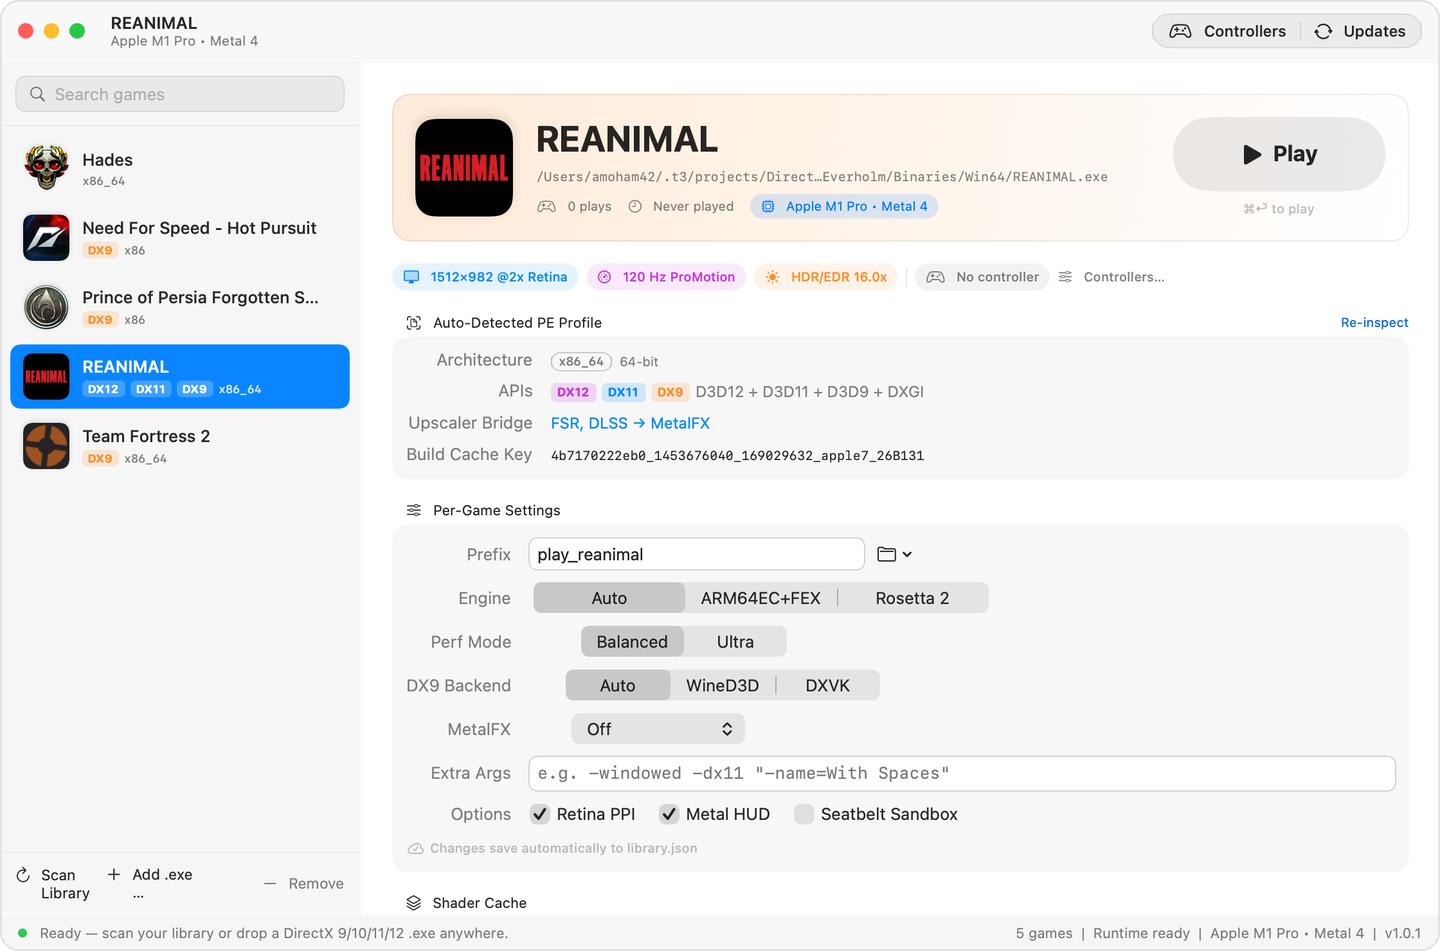 REANIMAL
Apple M1 Pro • Metal 4
Controllers
Updates
Search games
Hades
x86_64
Need For Speed - Hot Pursuit
DX9 x86
Prince of Persia Forgotten S...
DX9 x86
REANIMAL
REANIMAL
DX12 DX11 DX9 x86_64
Team Fortress 2
DX9 x86_64
Scan Library
Add .exe ...
Remove
REANIMAL
REANIMAL
/Users/amoham42/.t3/projects/Direct…Everholm/Binaries/Win64/REANIMAL.exe
0 plays Never played Apple M1 Pro • Metal 4
Play
⌘↩ to play
1512×982 @2x Retina 120 Hz ProMotion HDR/EDR 16.0x No controller Controllers...
Auto-Detected PE Profile Re-inspect
Architecture x86_64 64-bit
APIs DX12 DX11 DX9 D3D12 + D3D11 + D3D9 + DXGI
Upscaler Bridge FSR, DLSS → MetalFX
Build Cache Key 4b7170222eb0_1453676040_169029632_apple7_26B131
Per-Game Settings
Prefix play_reanimal
Engine Auto ARM64EC+FEX Rosetta 2
Perf Mode Balanced Ultra
DX9 Backend Auto WineD3D DXVK
MetalFX Off
Extra Args e.g. -windowed -dx11 "-name=With Spaces"
Options Retina PPI Metal HUD Seatbelt Sandbox
Changes save automatically to library.json
Shader Cache
Ready — scan your library or drop a DirectX 9/10/11/12 .exe anywhere.
5 games | Runtime ready | Apple M1 Pro • Metal 4 | v1.0.1